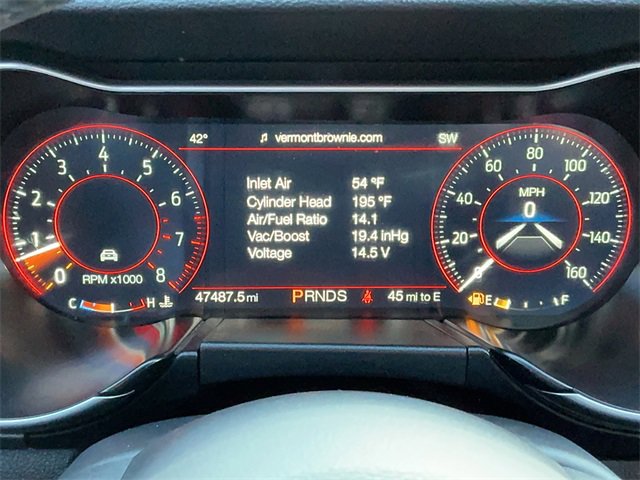 42° ♫ vermontbrownie.com SW
Inlet Air 54 °F
Cylinder Head 195 °F
Air/Fuel Ratio 14.1
Vac/Boost 19.4 inHg
Voltage 14.5 V
0 1 2 3 4 5 6 7 8
RPM x1000
C H
0 20 40 60 80 100 120 140 160
MPH
0
E F
47487.5 mi PRNDS 45 mi to E